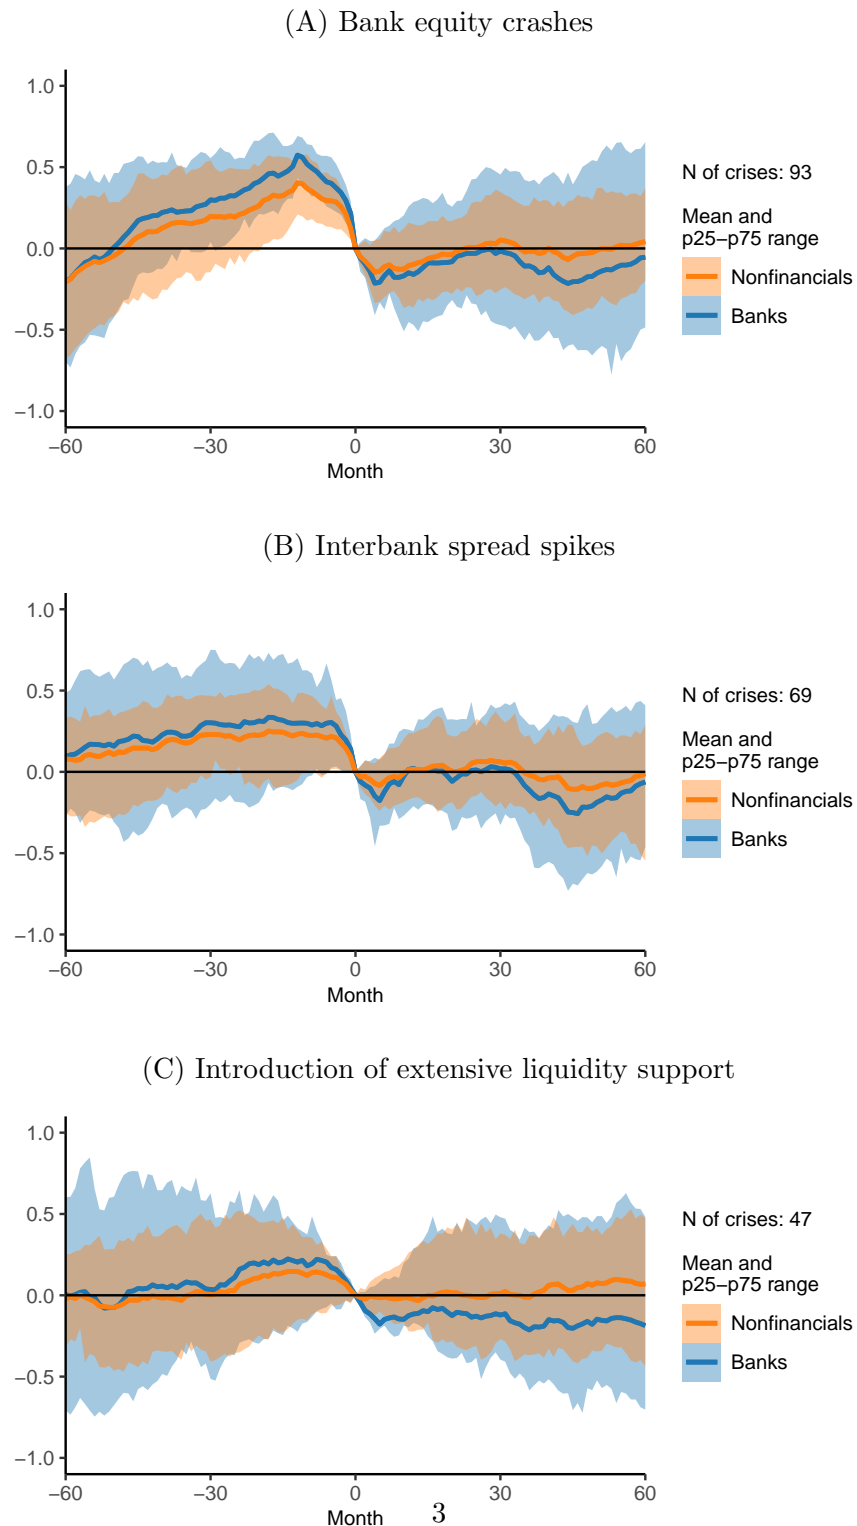 (A) Bank equity crashes
1.0
0.5
0.0
−0.5
−1.0
−60
−30
0
30
60
Month
N of crises: 93
Mean and
p25−p75 range
Nonfinancials
Banks
(B) Interbank spread spikes
1.0
0.5
0.0
−0.5
−1.0
−60
−30
0
30
60
Month
N of crises: 69
Mean and
p25−p75 range
Nonfinancials
Banks
(C) Introduction of extensive liquidity support
1.0
0.5
0.0
−0.5
−1.0
−60
−30
0
30
60
Month
N of crises: 47
Mean and
p25−p75 range
Nonfinancials
Banks
3